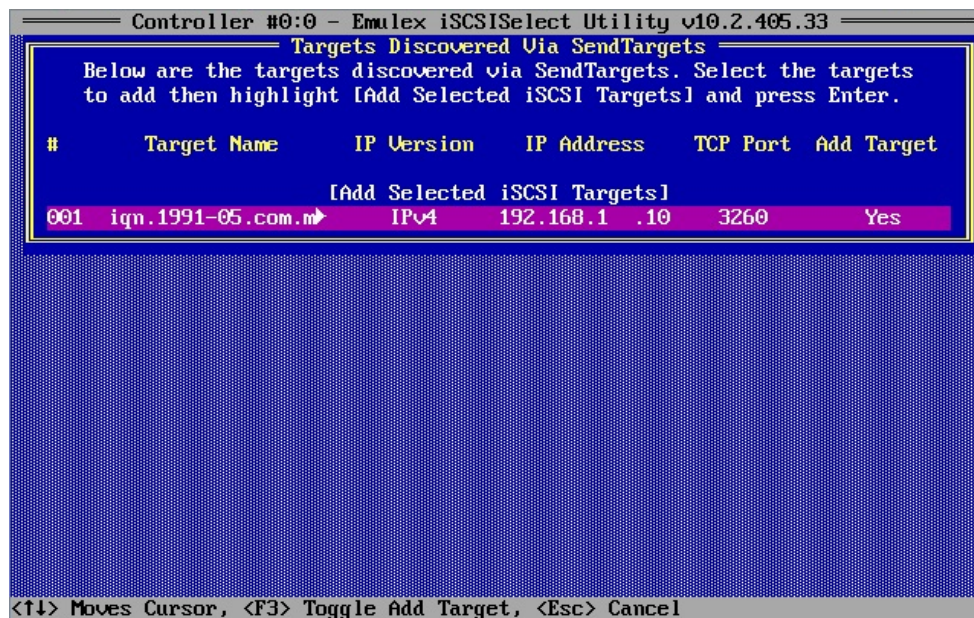 Controller #0:0 - Emulex iSCSISelect Utility v10.2.405.33
Targets Discovered Via SendTargets
Below are the targets discovered via SendTargets. Select the targets
to add then highlight [Add Selected iSCSI Targets] and press Enter.
# Target Name IP Version IP Address TCP Port Add Target
[Add Selected iSCSI Targets]
001 iqn.1991-05.com.m► IPv4 192.168.1 .10 3260 Yes
<↑↓> Moves Cursor, <F3> Toggle Add Target, <Esc> Cancel